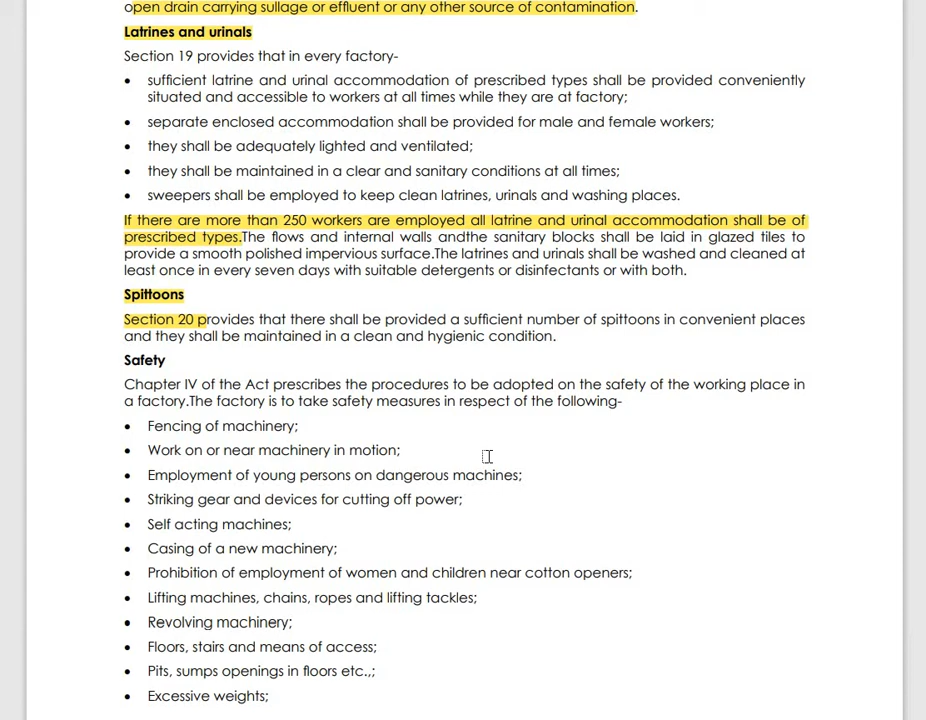 open drain carrying sullage or effluent or any other source of contamination.
Latrines and urinals
Section 19 provides that in every factory-
• sufficient latrine and urinal accommodation of prescribed types shall be provided conveniently
situated and accessible to workers at all times while they are at factory;
• separate enclosed accommodation shall be provided for male and female workers;
• they shall be adequately lighted and ventilated;
• they shall be maintained in a clear and sanitary conditions at all times;
• sweepers shall be employed to keep clean latrines, urinals and washing places.
If there are more than 250 workers are employed all latrine and urinal accommodation shall be of
prescribed types.The flows and internal walls andthe sanitary blocks shall be laid in glazed tiles to
provide a smooth polished impervious surface.The latrines and urinals shall be washed and cleaned at
least once in every seven days with suitable detergents or disinfectants or with both.
Spittoons
Section 20 provides that there shall be provided a sufficient number of spittoons in convenient places
and they shall be maintained in a clean and hygienic condition.
Safety
Chapter IV of the Act prescribes the procedures to be adopted on the safety of the working place in
a factory.The factory is to take safety measures in respect of the following-
• Fencing of machinery;
• Work on or near machinery in motion;
• Employment of young persons on dangerous machines;
• Striking gear and devices for cutting off power;
• Self acting machines;
• Casing of a new machinery;
• Prohibition of employment of women and children near cotton openers;
• Lifting machines, chains, ropes and lifting tackles;
• Revolving machinery;
• Floors, stairs and means of access;
• Pits, sumps openings in floors etc.,;
• Excessive weights;